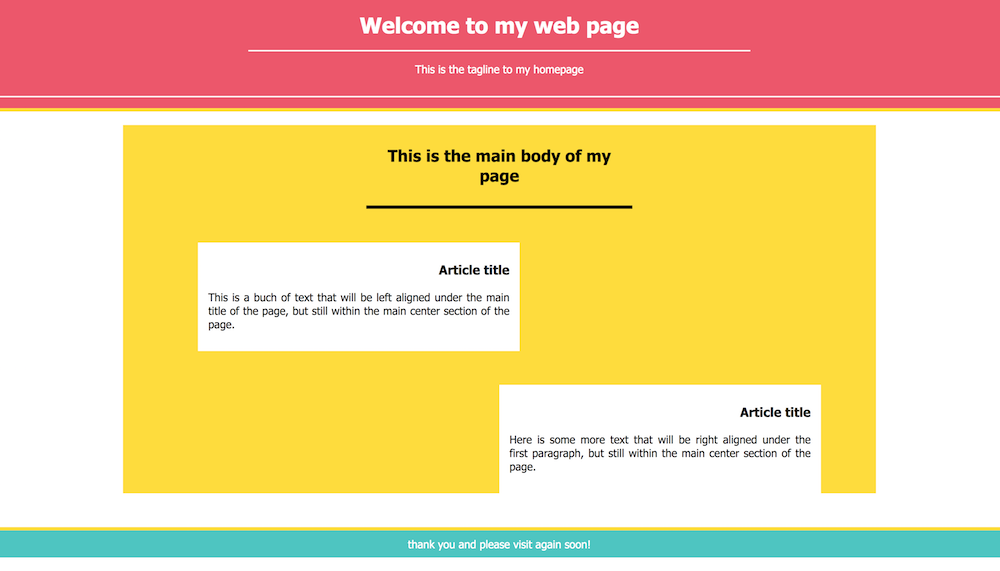 Welcome to my web page
This is the tagline to my homepage
This is the main body of my
page
Article title
This is a buch of text that will be left aligned under the main
title of the page, but still within the main center section of the
page.
Article title
Here is some more text that will be right aligned under the
first paragraph, but still within the main center section of the
page.
thank you and please visit again soon!